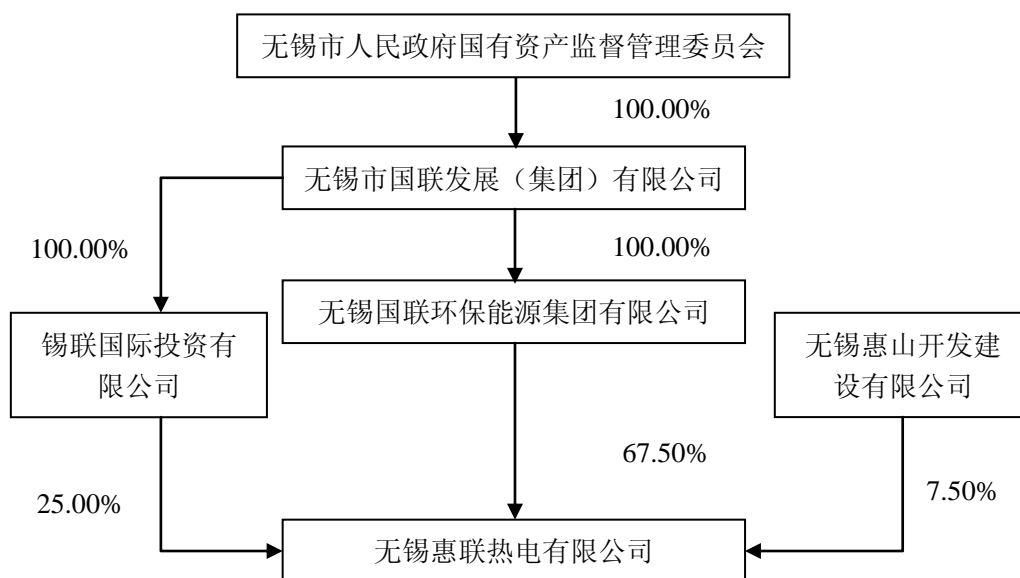 无锡市人民政府国有资产监督管理委员会
100.00%
无锡市国联发展（集团）有限公司
100.00%
100.00%
无锡国联环保能源集团有限公司
锡联国际投资有
限公司
无锡惠山开发建
设有限公司
67.50%
25.00%
7.50%
无锡惠联热电有限公司